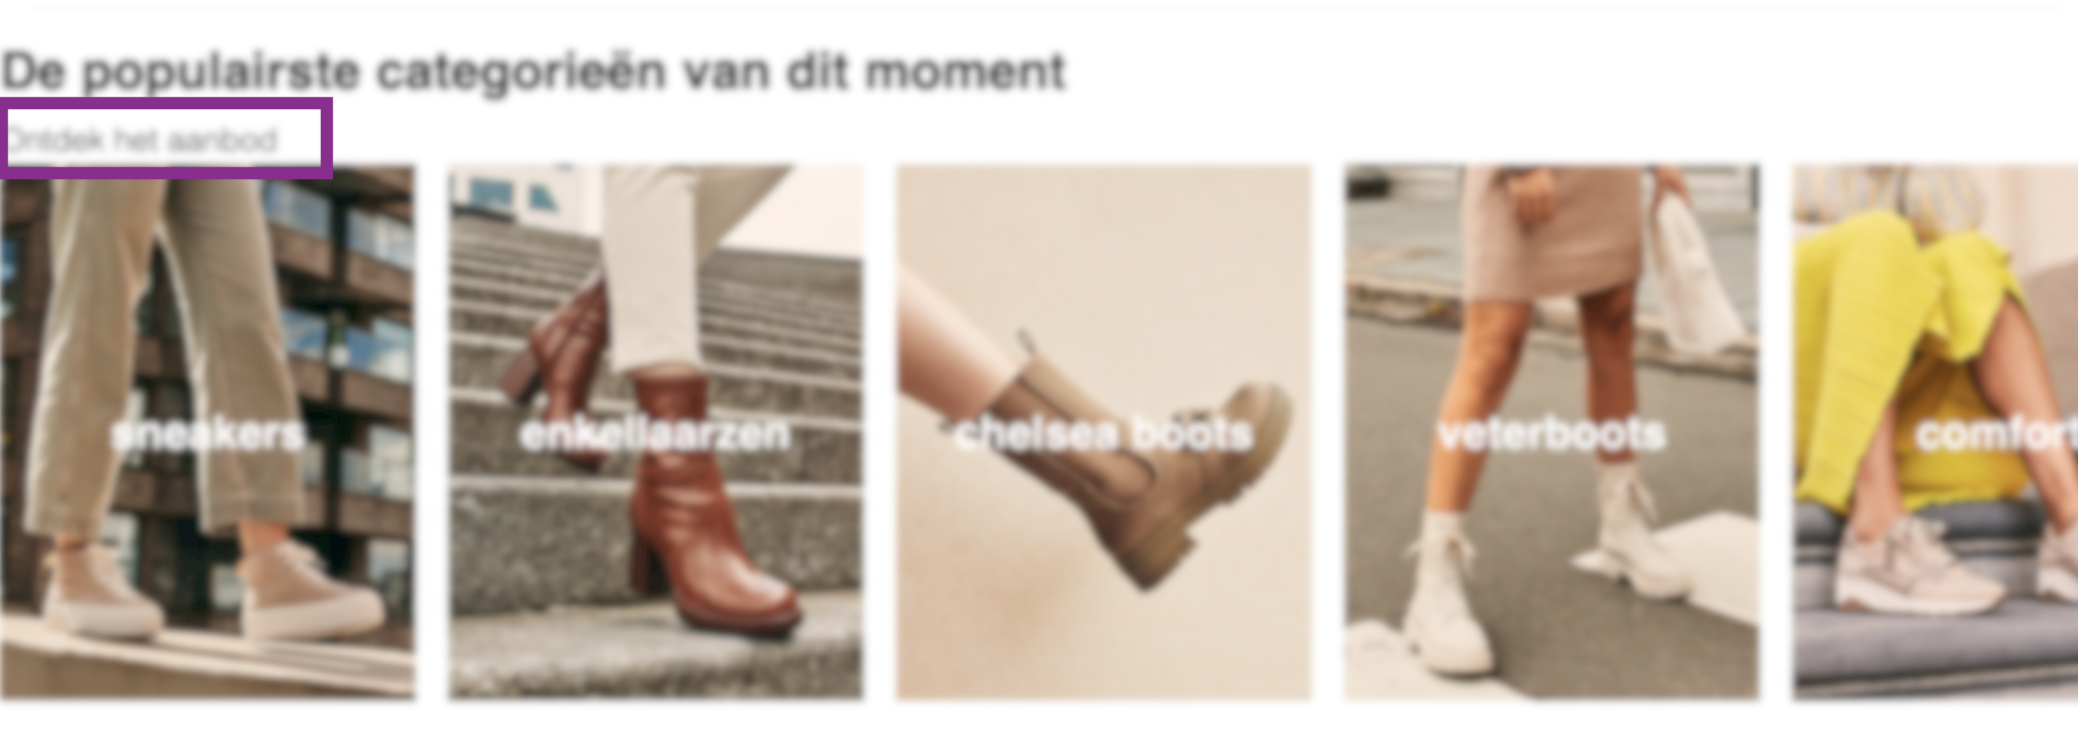 De populairste categorieën van dit moment
Ontdek het aanbod
sneakers
enkellaarzen
chelsea boots
veterboots
comfort